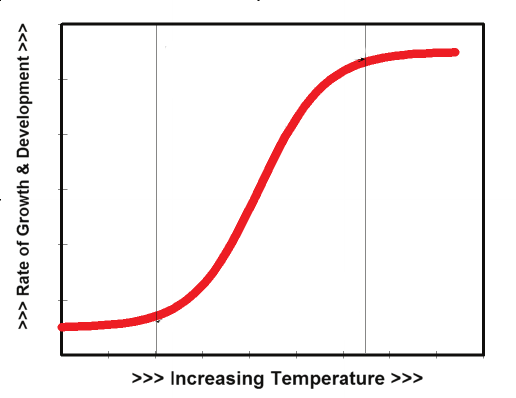 >>> Rate of Growth & Development >>>
>>> Increasing Temperature >>>